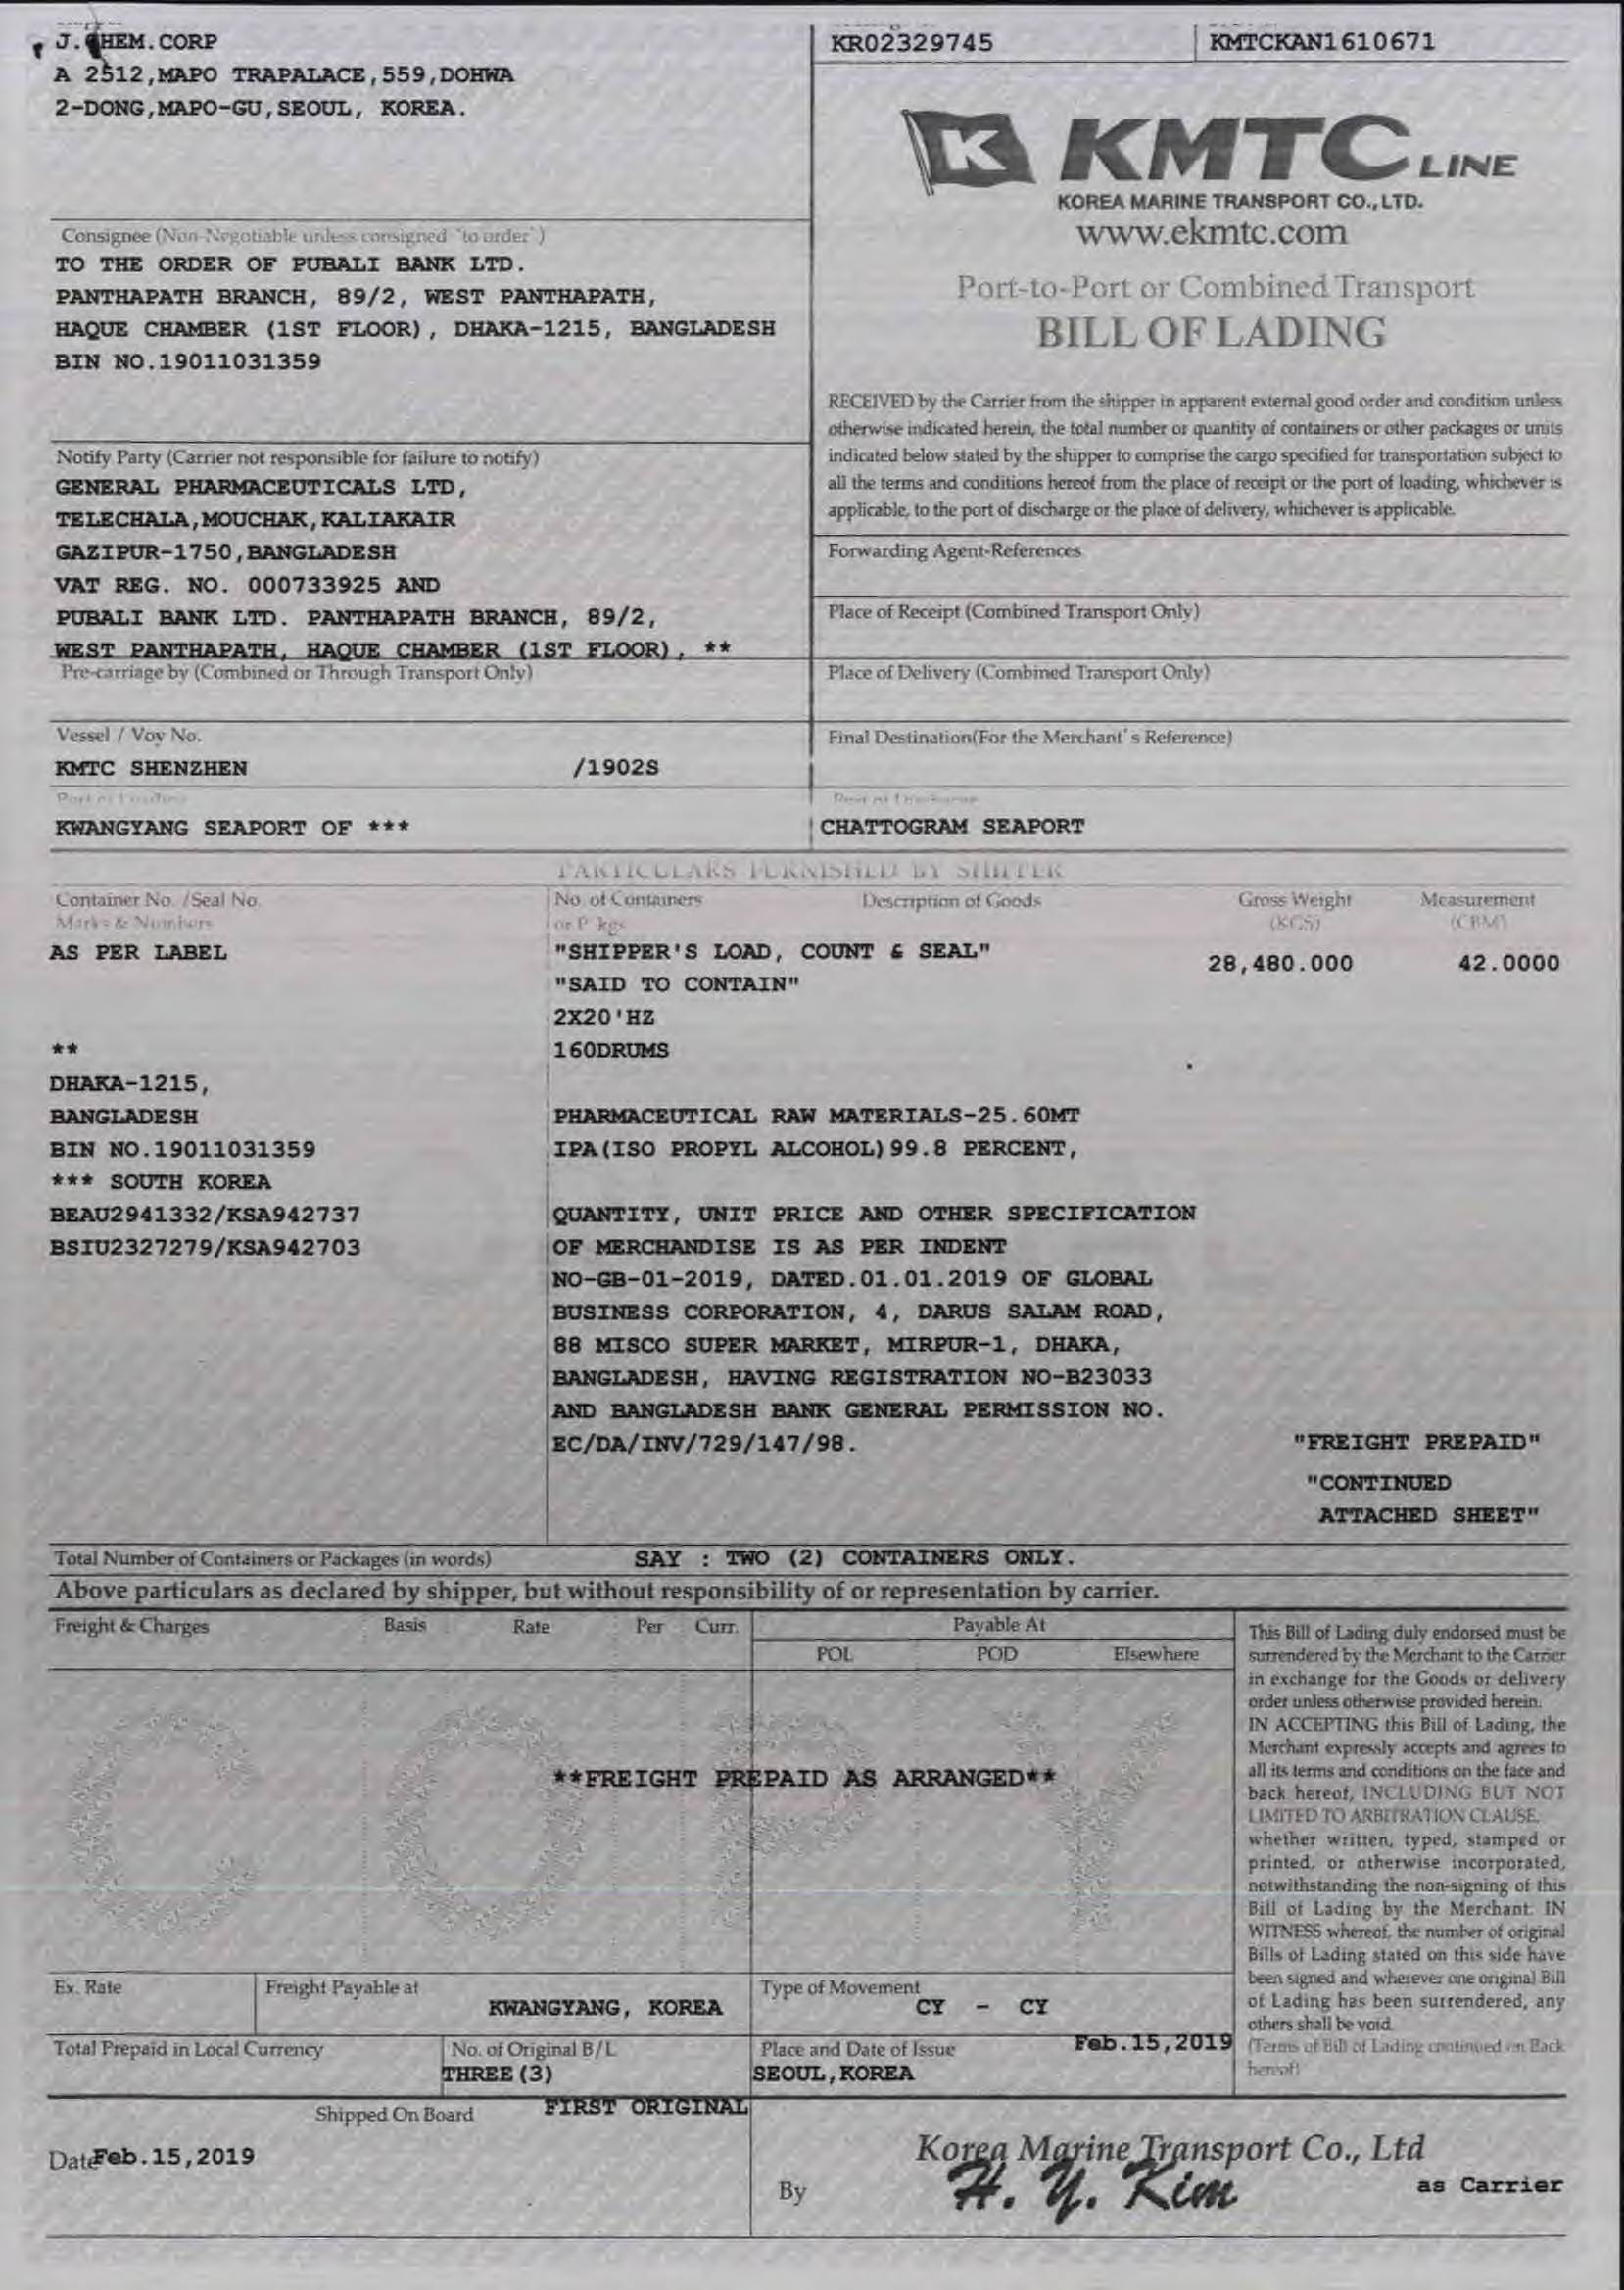 J.CHEM.CORP
A 2512,MAPO TRAPALACE,559,DOHWA
2-DONG,MAPO-GU,SEOUL, KOREA.
KR02329745
KMTCKAN1610671
K KMTC LINE
KOREA MARINE TRANSPORT CO., LTD.
www.ekmtc.com
Port-to-Port or Combined Transport
BILL OF LADING
Consignee (Non-Negotiable unless consigned `to order`)
TO THE ORDER OF PUBALI BANK LTD.
PANTHAPATH BRANCH, 89/2, WEST PANTHAPATH,
HAQUE CHAMBER (1ST FLOOR), DHAKA-1215, BANGLADESH
BIN NO.19011031359
RECEIVED by the Carrier from the shipper in apparent external good order and condition unless
otherwise indicated herein, the total number or quantity of containers or other packages or units
indicated below stated by the shipper to comprise the cargo specified for transportation subject to
all the terms and conditions hereof from the place of receipt or the port of loading, whichever is
applicable, to the port of discharge or the place of delivery, whichever is applicable.
Notify Party (Carrier not responsible for failure to notify)
GENERAL PHARMACEUTICALS LTD,
TELECHALA,MOUCHAK,KALIAKAIR
GAZIPUR-1750,BANGLADESH
VAT REG. NO. 000733925 AND
PUBALI BANK LTD. PANTHAPATH BRANCH, 89/2,
WEST PANTHAPATH, HAQUE CHAMBER (1ST FLOOR), **
Forwarding Agent-References
Place of Receipt (Combined Transport Only)
Pre-carriage by (Combined or Through Transport Only)
Place of Delivery (Combined Transport Only)
Vessel / Voy No.
KMTC SHENZHEN /1902S
Final Destination(For the Merchant's Reference)
Port of Loading
KWANGYANG SEAPORT OF ***
Port of Discharge
CHATTOGRAM SEAPORT
PARTICULARS FURNISHED BY SHIPPER
Container No. /Seal No.
Marks & Numbers
No. of Containers
or P'kgs
Description of Goods
Gross Weight
(KGS)
Measurement
(CBM)
AS PER LABEL
"SHIPPER'S LOAD, COUNT & SEAL"
28,480.000
42.0000
"SAID TO CONTAIN"
2X20'HZ
** 160DRUMS
DHAKA-1215,
BANGLADESH PHARMACEUTICAL RAW MATERIALS-25.60MT
BIN NO.19011031359 IPA(ISO PROPYL ALCOHOL)99.8 PERCENT,
*** SOUTH KOREA
BEAU2941332/KSA942737 QUANTITY, UNIT PRICE AND OTHER SPECIFICATION
BSIU2327279/KSA942703 OF MERCHANDISE IS AS PER INDENT
NO-GB-01-2019, DATED.01.01.2019 OF GLOBAL
BUSINESS CORPORATION, 4, DARUS SALAM ROAD,
88 MISCO SUPER MARKET, MIRPUR-1, DHAKA,
BANGLADESH, HAVING REGISTRATION NO-B23033
AND BANGLADESH BANK GENERAL PERMISSION NO.
EC/DA/INV/729/147/98.
"FREIGHT PREPAID"
"CONTINUED
ATTACHED SHEET"
Total Number of Containers or Packages (in words) SAY : TWO (2) CONTAINERS ONLY.
Above particulars as declared by shipper, but without responsibility of or representation by carrier.
Freight & Charges Basis Rate Per Curr. Payable At
POL POD Elsewhere
COPY
**FREIGHT PREPAID AS ARRANGED**
This Bill of Lading duly endorsed must be
surrendered by the Merchant to the Carrier
in exchange for the Goods or delivery
order unless otherwise provided herein.
IN ACCEPTING this Bill of Lading, the
Merchant expressly accepts and agrees to
all its terms and conditions on the face and
back hereof, INCLUDING BUT NOT
LIMITED TO ARBITRATION CLAUSE,
whether written, typed, stamped or
printed, or otherwise incorporated,
notwithstanding the non-signing of this
Bill of Lading by the Merchant. IN
WITNESS whereof, the number of original
Bills of Lading stated on this side have
been signed and wherever one original Bill
of Lading has been surrendered, any
others shall be void.
(Terms of Bill of Lading continued on Back
hereof)
Ex. Rate
Freight Payable at
KWANGYANG, KOREA
Type of Movement
CY - CY
Total Prepaid in Local Currency
No. of Original B/L
THREE(3)
Place and Date of Issue
Feb.15,2019
SEOUL,KOREA
Shipped On Board
FIRST ORIGINAL
Date Feb.15,2019
Korea Marine Transport Co., Ltd
By H. Y. Kim
as Carrier